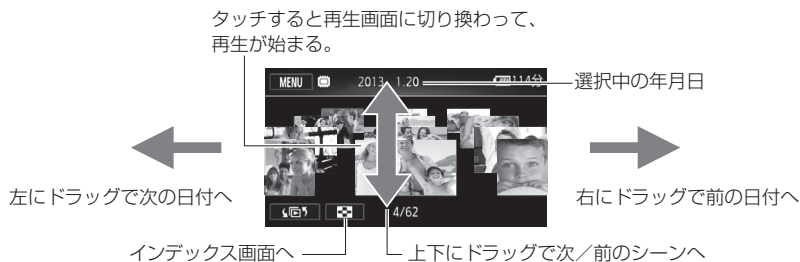 タッチすると再生画面に切り換わって、
再生が始まる。
MENU 2013. 1.20 114分
選択中の年月日
左にドラッグで次の日付へ
右にドラッグで前の日付へ
4/62
インデックス画面へ
上下にドラッグで次／前のシーンへ